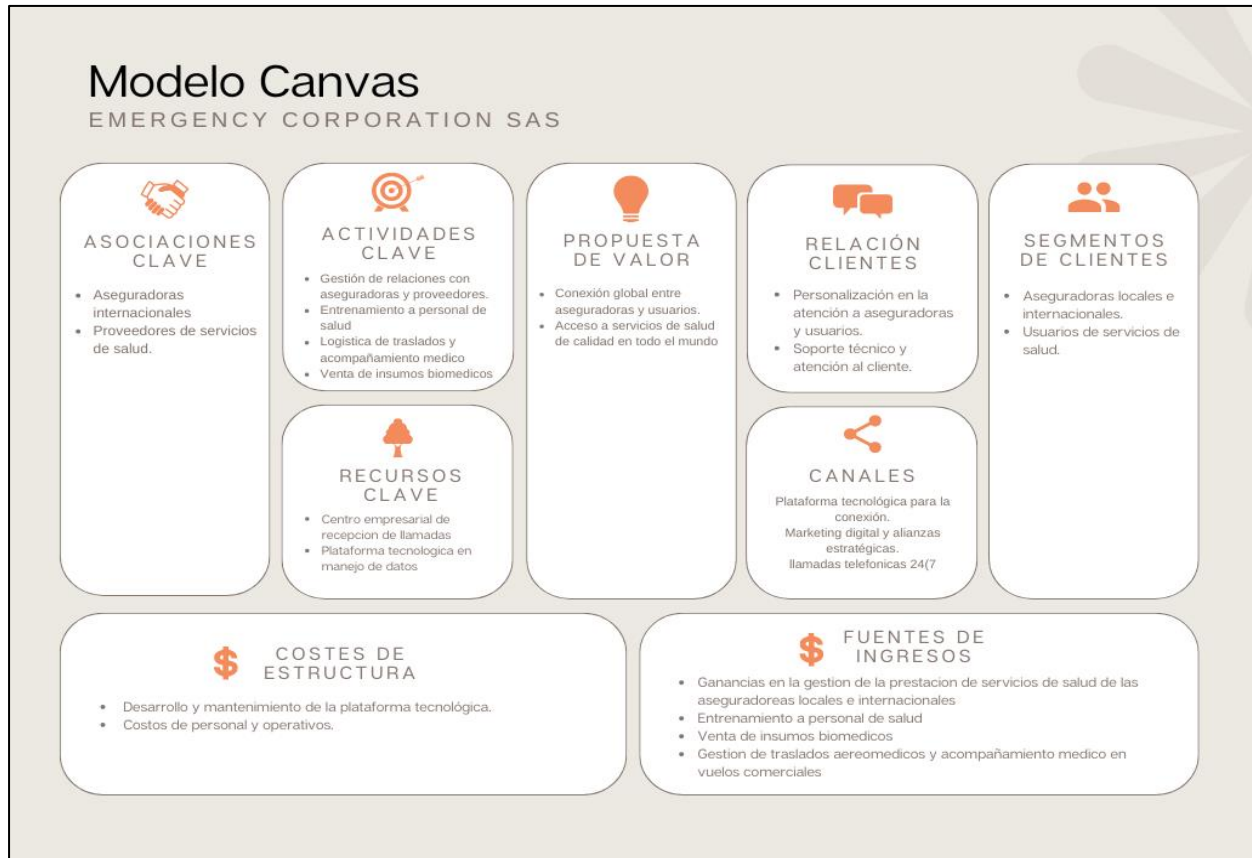 Modelo Canvas
EMERGENCY CORPORATION SAS
ASOCIACIONES
CLAVE
• Aseguradoras
internacionales
• Proveedores de servicios
de salud.
ACTIVIDADES
CLAVE
• Gestión de relaciones con
aseguradoras y proveedores.
• Entrenamiento a personal de
salud
• Logistica de traslados y
acompañamiento medico
• Venta de insumos biomedicos
RECURSOS
CLAVE
• Centro empresarial de
recepcion de llamadas
• Plataforma tecnologica en
manejo de datos
PROPUESTA
DE VALOR
• Conexión global entre
aseguradoras y usuarios.
• Acceso a servicios de salud
de calidad en todo el mundo
RELACIÓN
CLIENTES
• Personalización en la
atención a aseguradoras
y usuarios.
• Soporte técnico y
atención al cliente.
CANALES
Plataforma tecnológica para la
conexión.
Marketing digital y alianzas
estratégicas.
llamadas telefonicas 24(7
SEGMENTOS
DE CLIENTES
• Aseguradoras locales e
internacionales.
• Usuarios de servicios de
salud.
$ COSTES DE
ESTRUCTURA
• Desarrollo y mantenimiento de la plataforma tecnológica.
• Costos de personal y operativos.
$ FUENTES DE
INGRESOS
• Ganancias en la gestion de la prestacion de servicios de salud de las
aseguradoreas locales e internacionales
• Entrenamiento a personal de salud
• Venta de insumos biomedicos
• Gestion de traslados aereomedicos y acompañamiento medico en
vuelos comerciales